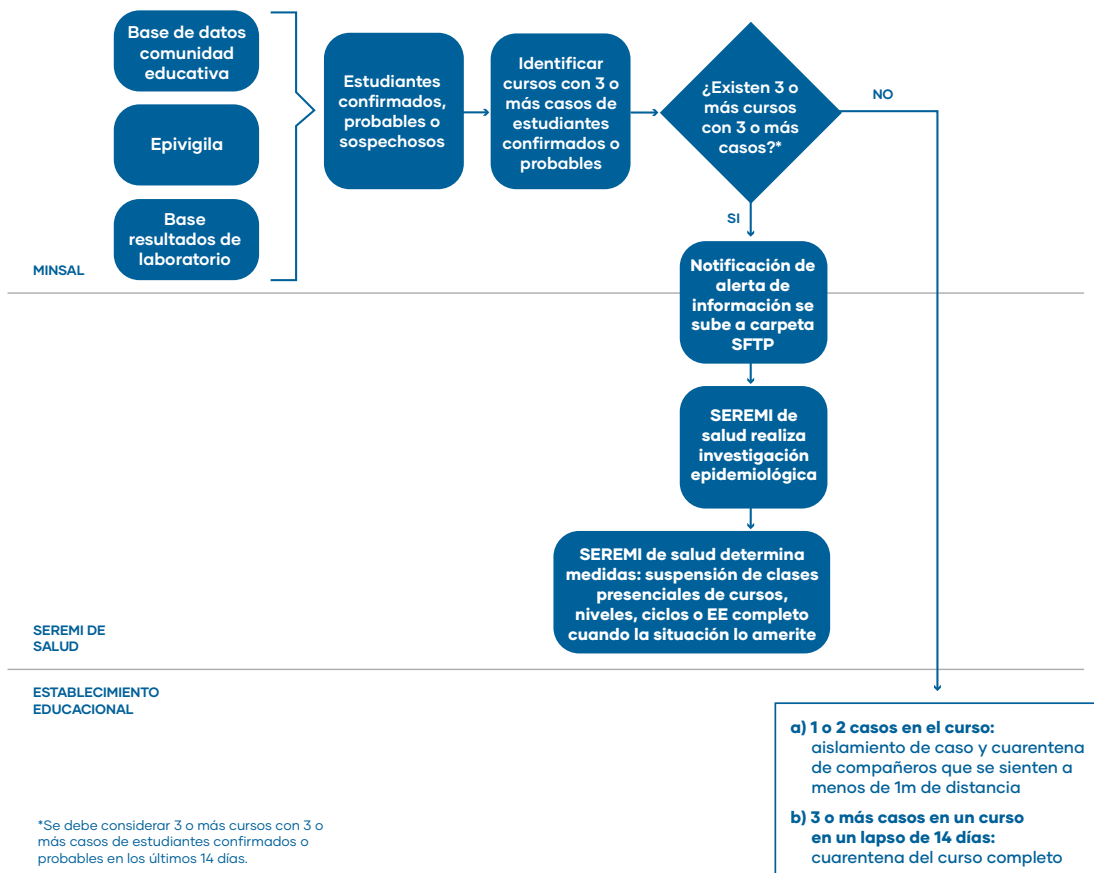 Base de datos
comunidad
educativa
Epivigila
Base
resultados de
laboratorio
Estudiantes
confirmados,
probables o
sospechosos
Identificar
cursos con 3 o
más casos de
estudiantes
confirmados o
probables
¿Existen 3 o
más cursos
con 3 o más
casos?*
NO
SI
MINSAL
Notificación de
alerta de
información se
sube a carpeta
SFTP
SEREMI de
salud realiza
investigación
epidemiológica
SEREMI de salud determina
medidas: suspensión de clases
presenciales de cursos,
niveles, ciclos o EE completo
cuando la situación lo amerite
SEREMI DE
SALUD
ESTABLECIMIENTO
EDUCACIONAL
a) 1 o 2 casos en el curso:
aislamiento de caso y cuarentena
de compañeros que se sienten a
menos de 1m de distancia
b) 3 o más casos en un curso
en un lapso de 14 días:
cuarentena del curso completo
*Se debe considerar 3 o más cursos con 3 o
más casos de estudiantes confirmados o
probables en los últimos 14 días.